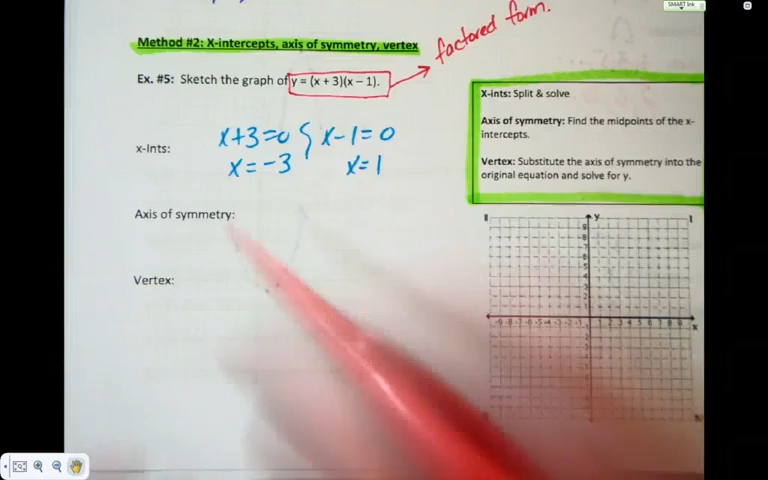 SMART Ink
factored form.
Method #2: X-intercepts, axis of symmetry, vertex
Ex. #5: Sketch the graph of y = (x + 3)(x – 1).
x-Ints:
x+3=0 x-1=0
x=-3 x=1
Axis of symmetry:
Vertex:
X-ints: Split & solve
Axis of symmetry: Find the midpoints of the x-
intercepts.
Vertex: Substitute the axis of symmetry into the
original equation and solve for y.
y
x